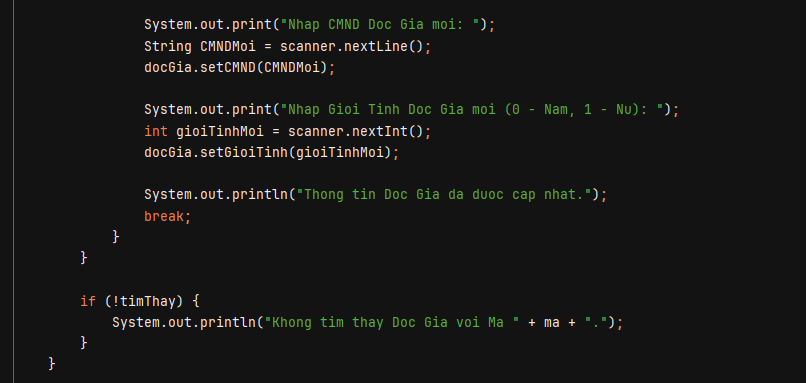 System.out.print("Nhap CMND Doc Gia moi: ");
String CMNDMoi = scanner.nextLine();
docGia.setCMND(CMNDMoi);
System.out.print("Nhap Gioi Tinh Doc Gia moi (0 - Nam, 1 - Nu): ");
int gioiTinhMoi = scanner.nextInt();
docGia.setGioiTinh(gioiTinhMoi);
System.out.println("Thong tin Doc Gia da duoc cap nhat.");
break;
}
}
if (!timThay) {
System.out.println("Khong tim thay Doc Gia voi Ma " + ma + ".");
}
}